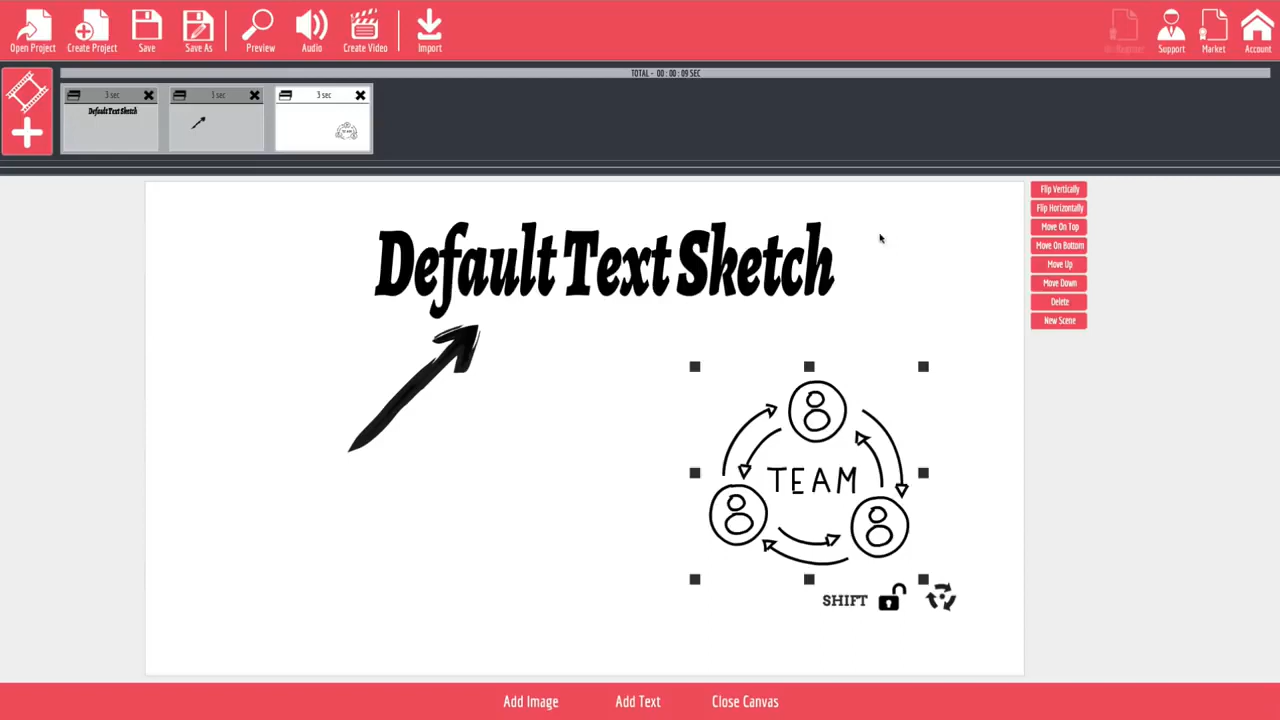 Open Project
Create Project
Save
Save As
Preview
Audio
Create Video
Import
Support
Market
Account
TOTAL - 00 : 00 : 09 SEC
3 sec
3 sec
3 sec
Default Text Sketch
TEAM
Default Text Sketch
TEAM
SHIFT
Flip Vertically
Flip Horizontally
Move On Top
Move On Bottom
Move Up
Move Down
Delete
New Scene
Add Image
Add Text
Close Canvas